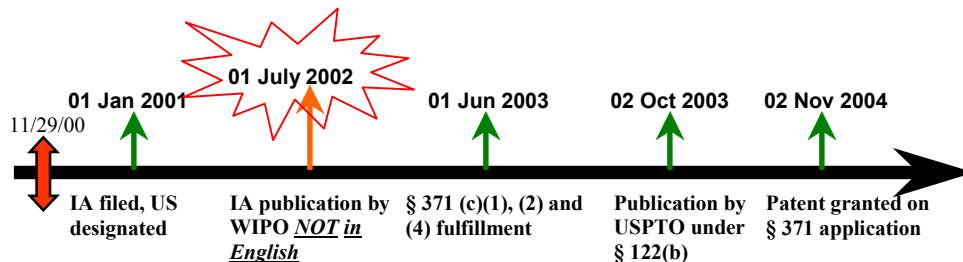 01 July 2002
01 Jan 2001
01 Jun 2003
02 Oct 2003
02 Nov 2004
11/29/00
IA filed, US
designated
IA publication by
WIPO NOT in
English
§ 371 (c)(1), (2) and
(4) fulfillment
Publication by
USPTO under
§ 122(b)
Patent granted on
§ 371 application